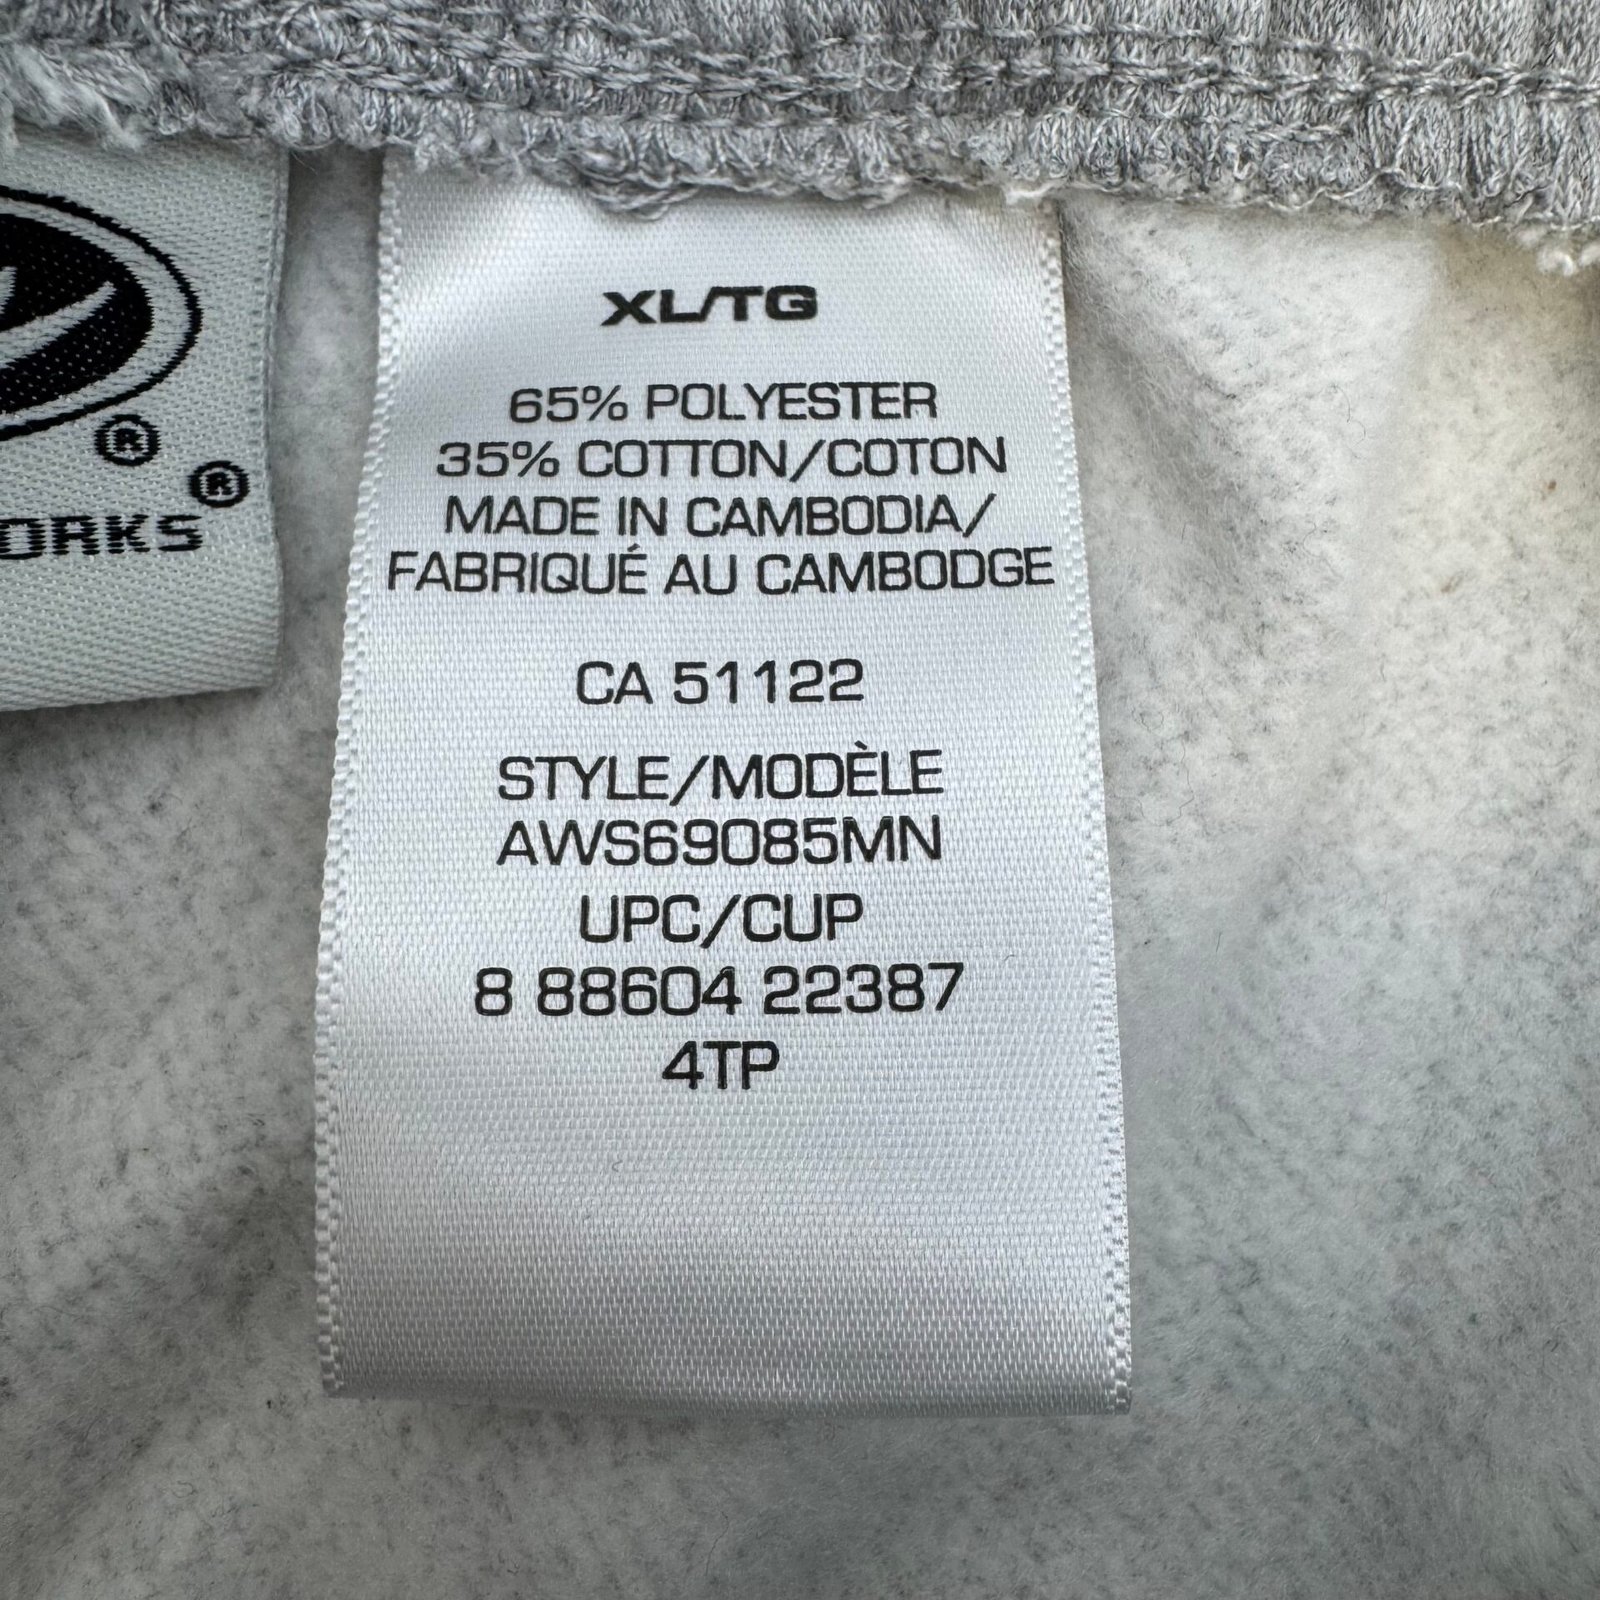 XL/TG
65% POLYESTER
35% COTTON/COTON
MADE IN CAMBODIA/
FABRIQUÉ AU CAMBODGE
CA 51122
STYLE/MODÈLE
AWS69085MN
UPC/CUP
8 88604 22387
4TP
®
®
ORKS